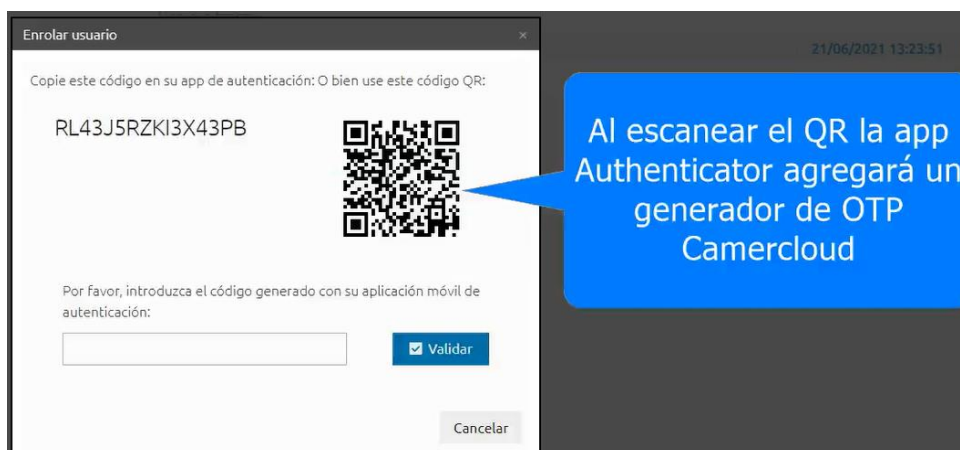 Enrolar usuario
21/06/2021 13:23:51
Copie este código en su app de autenticación: O bien use este código QR:
RL43J5RZKI3X43PB
Al escanear el QR la app
Authenticator agregará un
generador de OTP
Camercloud
Por favor, introduzca el código generado con su aplicación móvil de
autenticación:
Validar
Cancelar